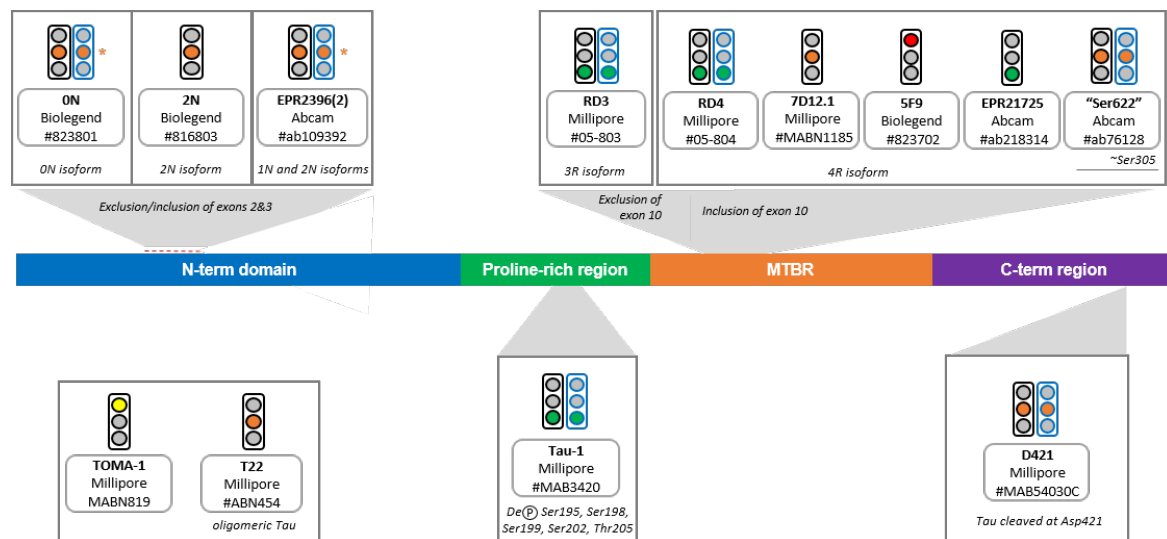 *
*
0N
Biolegend
#823801
2N
Biolegend
#816803
EPR2396(2)
Abcam
#ab109392
0N isoform
2N isoform
1N and 2N isoforms
RD3
Millipore
#05-803
RD4
Millipore
#05-804
7D12.1
Millipore
#MABN1185
5F9
Biolegend
#823702
EPR21725
Abcam
#ab218314
“Ser622”
Abcam
#ab76128
~Ser305
3R isoform
4R isoform
Exclusion/inclusion of exons 2&3
Exclusion of
exon 10
Inclusion of exon 10
N-term domain
Proline-rich region
MTBR
C-term region
TOMA-1
Millipore
MABN819
T22
Millipore
#ABN454
oligomeric Tau
Tau-1
Millipore
#MAB3420
DeⓅ Ser195, Ser198,
Ser199, Ser202, Thr205
D421
Millipore
#MAB54030C
Tau cleaved at Asp421